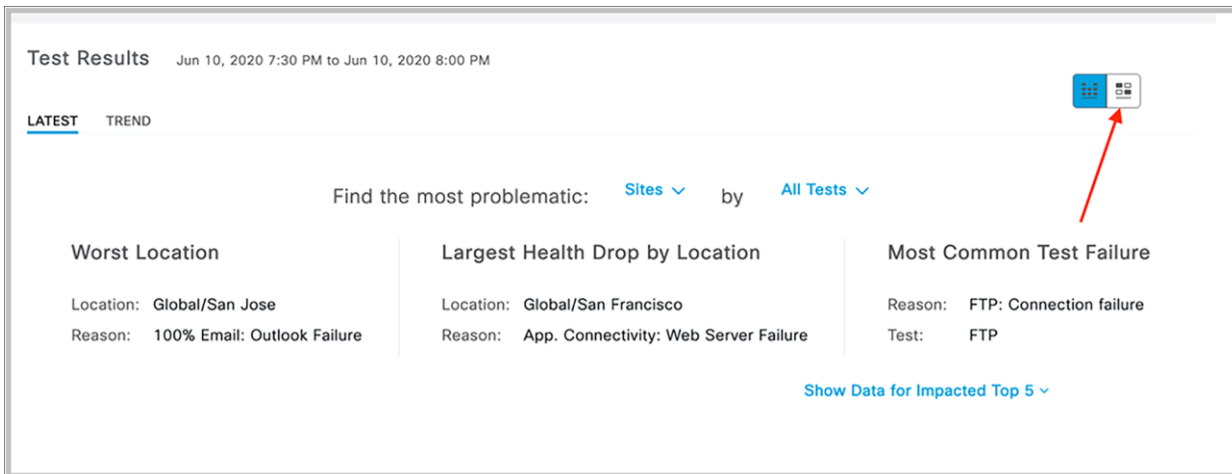 Test Results Jun 10, 2020 7:30 PM to Jun 10, 2020 8:00 PM
LATEST TREND
Find the most problematic: Sites by All Tests
Worst Location
Location: Global/San Jose
Reason: 100% Email: Outlook Failure
Largest Health Drop by Location
Location: Global/San Francisco
Reason: App. Connectivity: Web Server Failure
Most Common Test Failure
Reason: FTP: Connection failure
Test: FTP
Show Data for Impacted Top 5